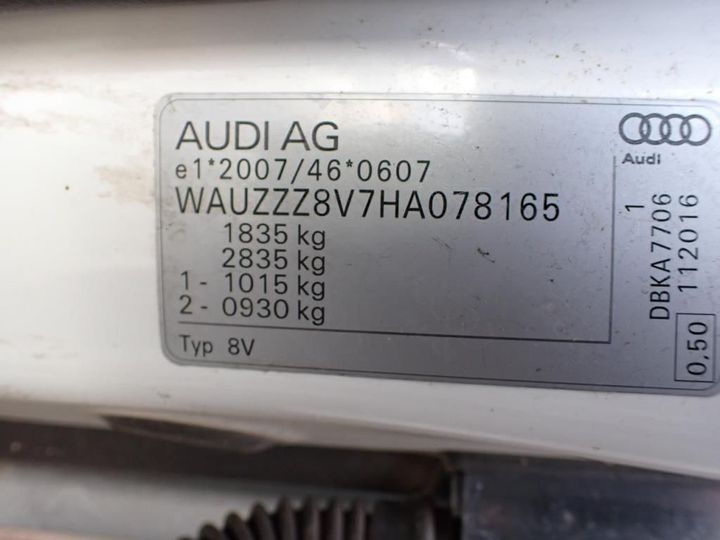 AUDI AG
e1*2007/46*0607
WAUZZZ8V7HA078165
1835 kg
2835 kg
1 - 1015 kg
2 - 0930 kg
Typ 8V
Audi
1
DBKA7706
112016
0,50